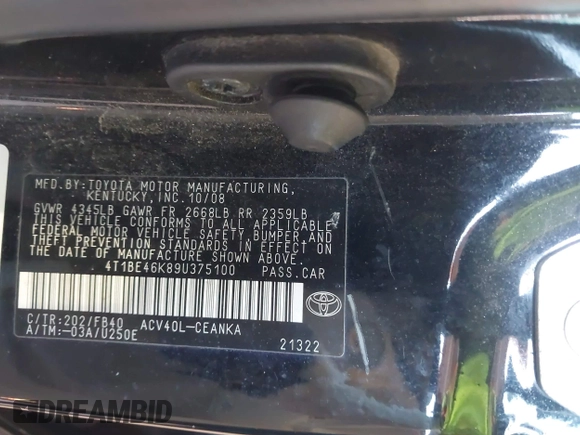 MFD.BY:TOYOTA MOTOR MANUFACTURING,
KENTUCKY, INC. 10/08
GVWR 4345LB GAWR FR 2668LB RR 2359LB
THIS VEHICLE CONFORMS TO ALL APPLICABLE
FEDERAL MOTOR VEHICLE SAFETY, BUMPER, AND
THEFT PREVENTION STANDARDS IN EFFECT ON
THE DATE OF MANUFACTURE SHOWN ABOVE.
4T1BE46K89U375100 PASS.CAR
C/TR:202/FB40 ACV40L-CEANKA
A/TM:-03A/U250E
21322
TOYOTA
DREAMBID